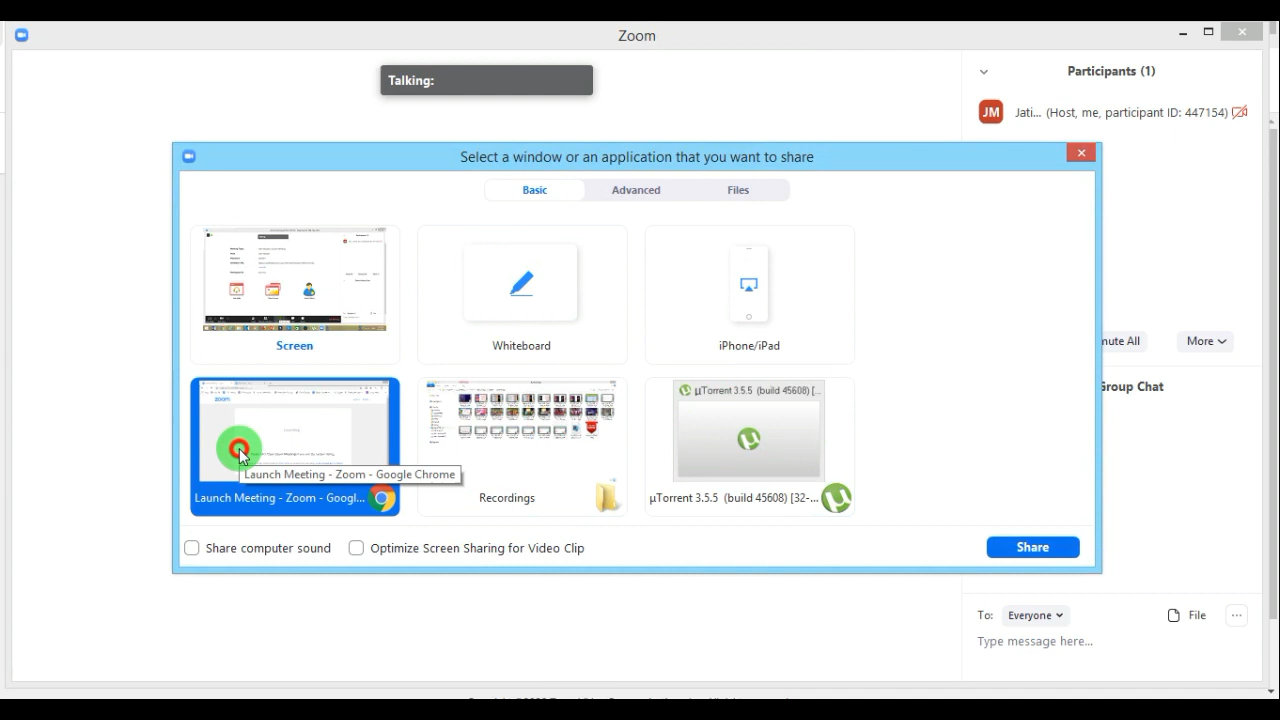 Zoom
Talking:
Participants (1)
JM
Jati... (Host, me, participant ID: 447154)
Select a window or an application that you want to share
Basic
Advanced
Files
Screen
Whiteboard
iPhone/iPad
zoom
Launch Meeting - Zoom - Google Chrome
Launch Meeting - Zoom - Googl...
Recordings
µTorrent 3.5.5 (build 45608) [...
µTorrent 3.5.5 (build 45608) [32-...
Share computer sound
Optimize Screen Sharing for Video Clip
Share
More
Group Chat
To:
Everyone
File
Type message here...